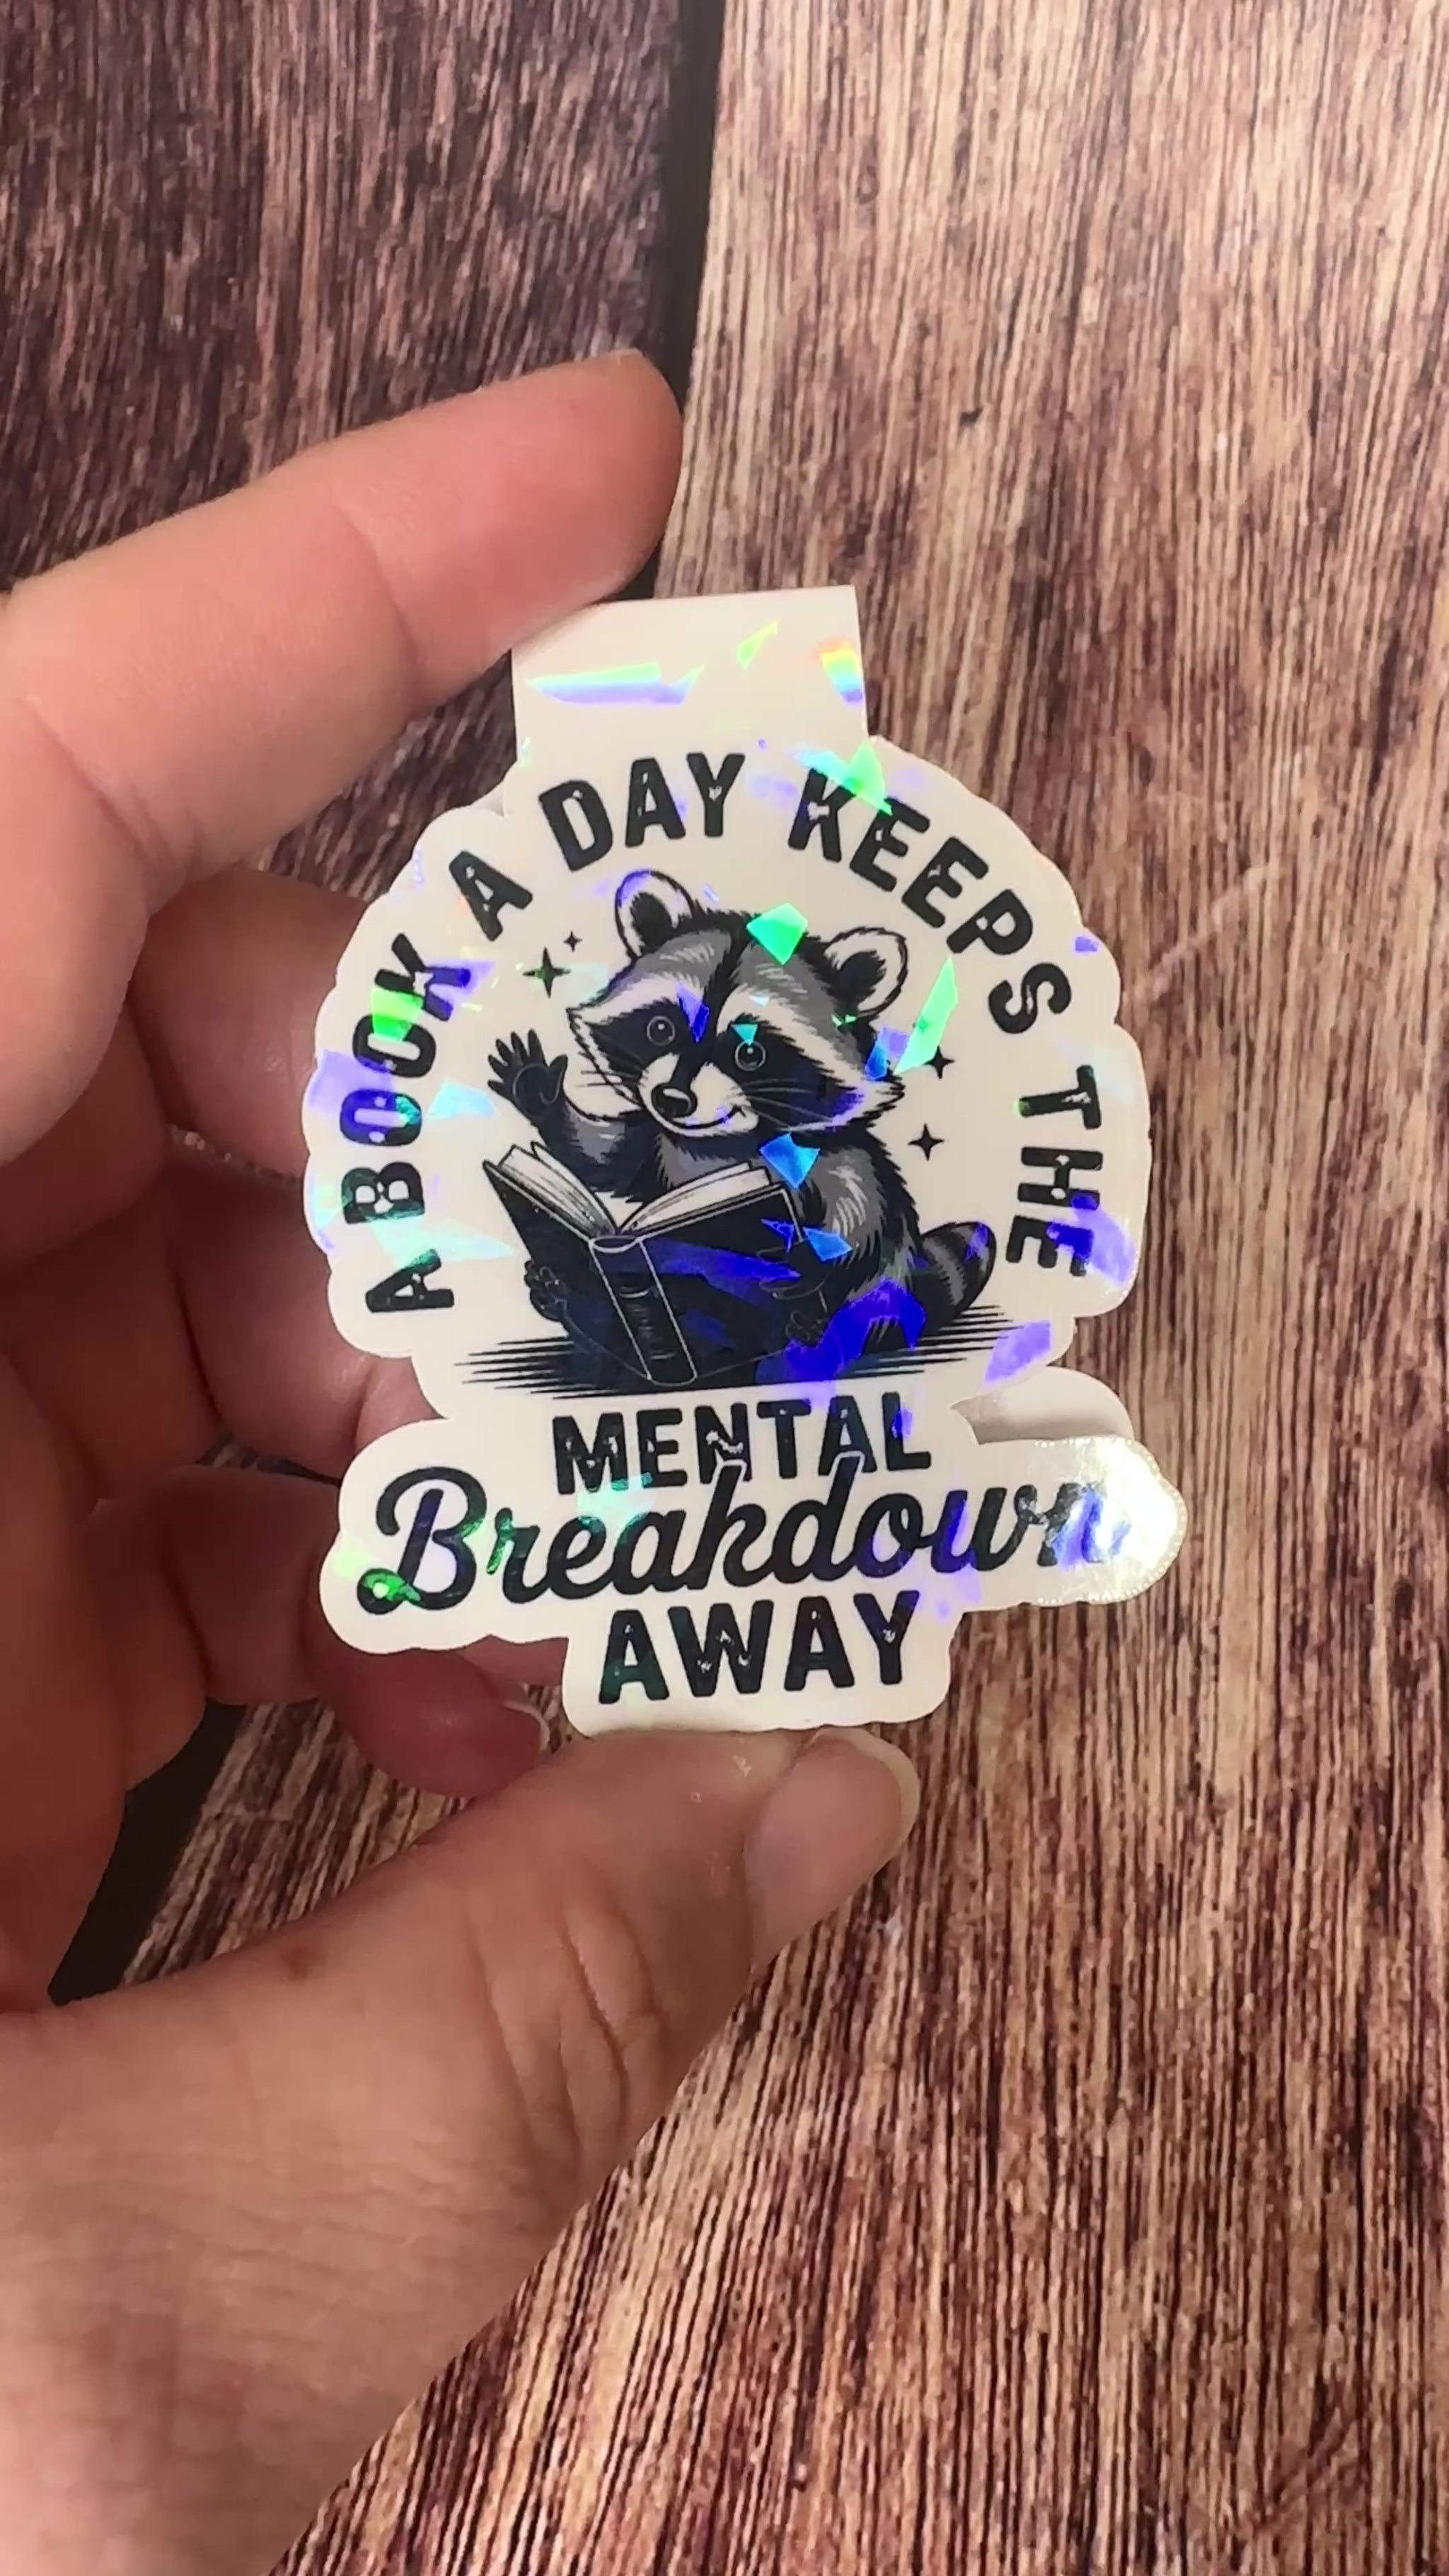 A BOOK A DAY KEEPS THE
MENTAL
Breakdown
AWAY